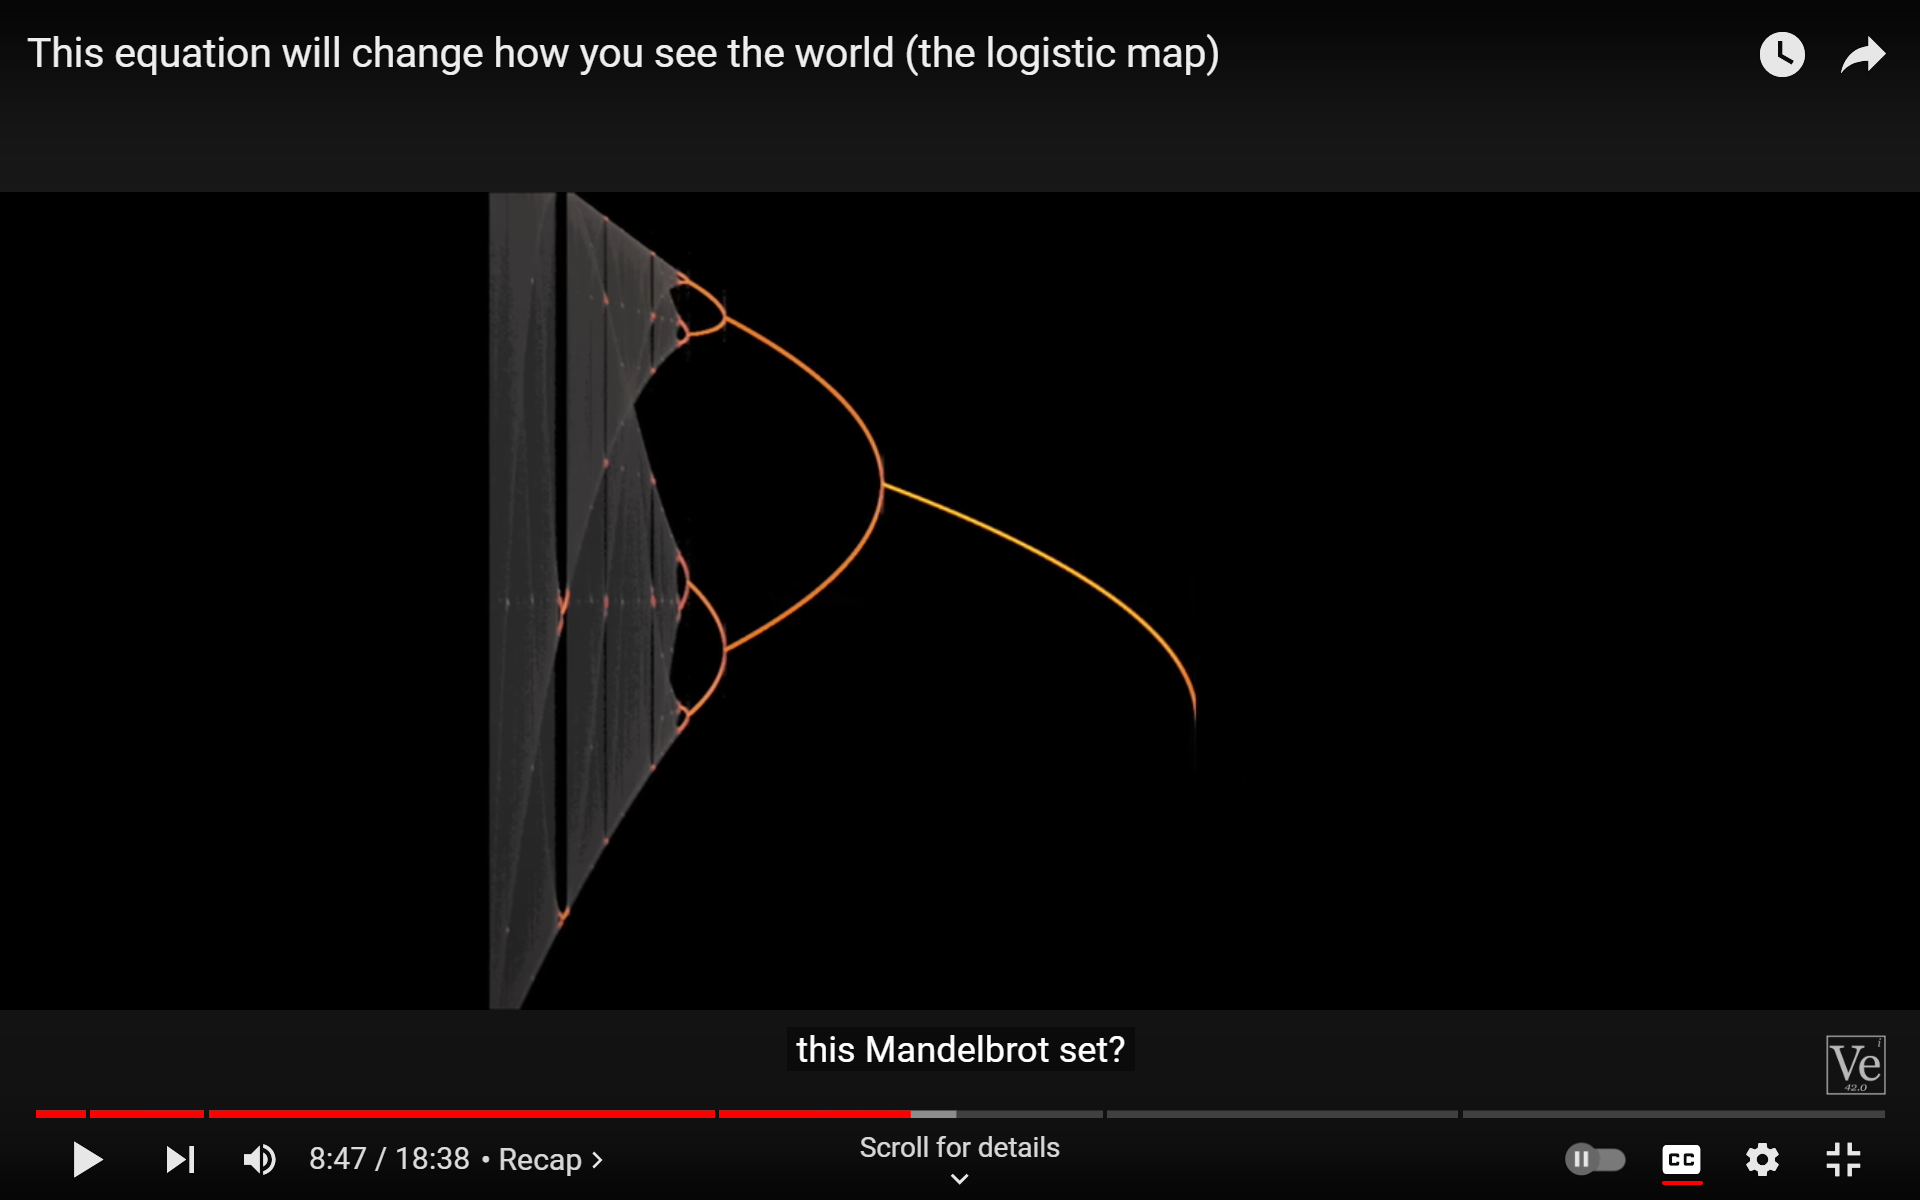 This equation will change how you see the world (the logistic map)
this Mandelbrot set?
Ve i
42.0
8:47 / 18:38 • Recap
Scroll for details
CC